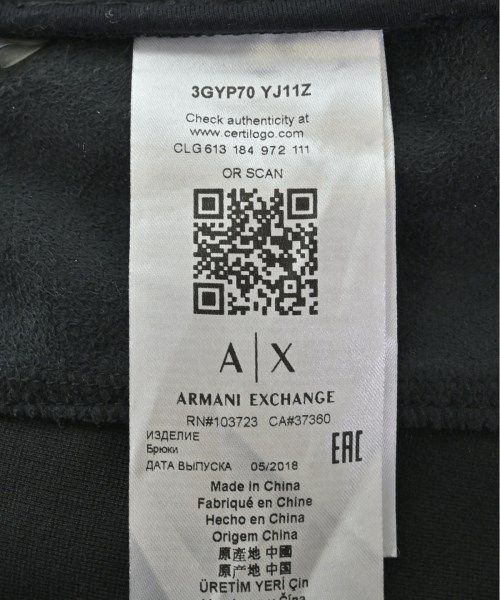 3GYP70 YJ11Z
Check authenticity at
www.certilogo.com
CLG 613 184 972 111
OR SCAN
A|X
ARMANI EXCHANGE
RN#103723 CA#37360
ИЗДЕЛИЕ
Брюки
ДАТА ВЫПУСКА 05/2018
EAC
Made in China
Fabriqué en Chine
Hecho en China
Origem China
原產地 中國
原产地 中国
ÜRETİM YERİ Çin